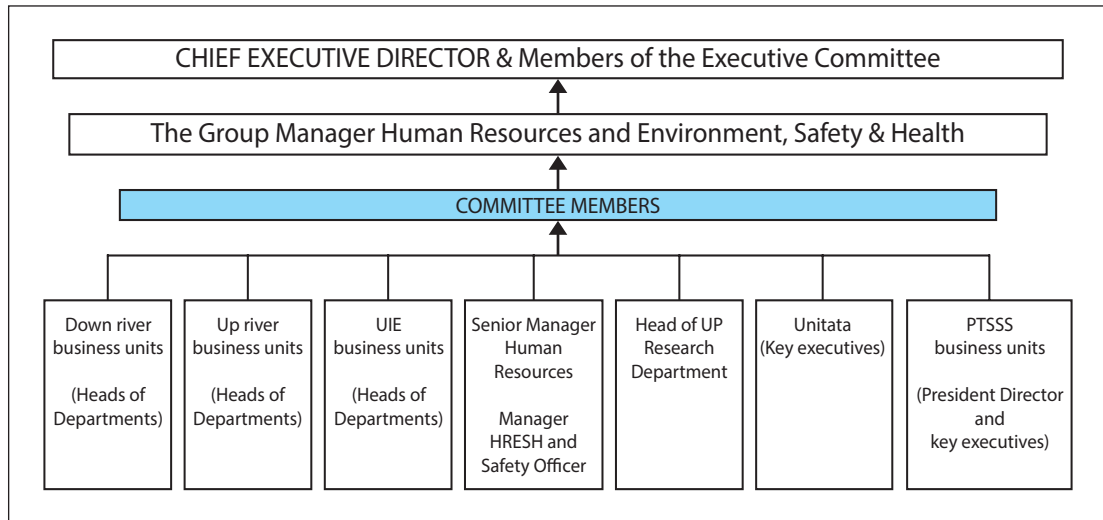 CHIEF EXECUTIVE DIRECTOR & Members of the Executive Committee
The Group Manager Human Resources and Environment, Safety & Health
COMMITTEE MEMBERS
Down river
business units
(Heads of
Departments)
Up river
business units
(Heads of
Departments)
UIE
business units
(Heads of
Departments)
Senior Manager
Human
Resources
Manager
HRESH and
Safety Officer
Head of UP
Research
Department
Unitata
(Key executives)
PTSSS
business units
(President Director
and
key executives)